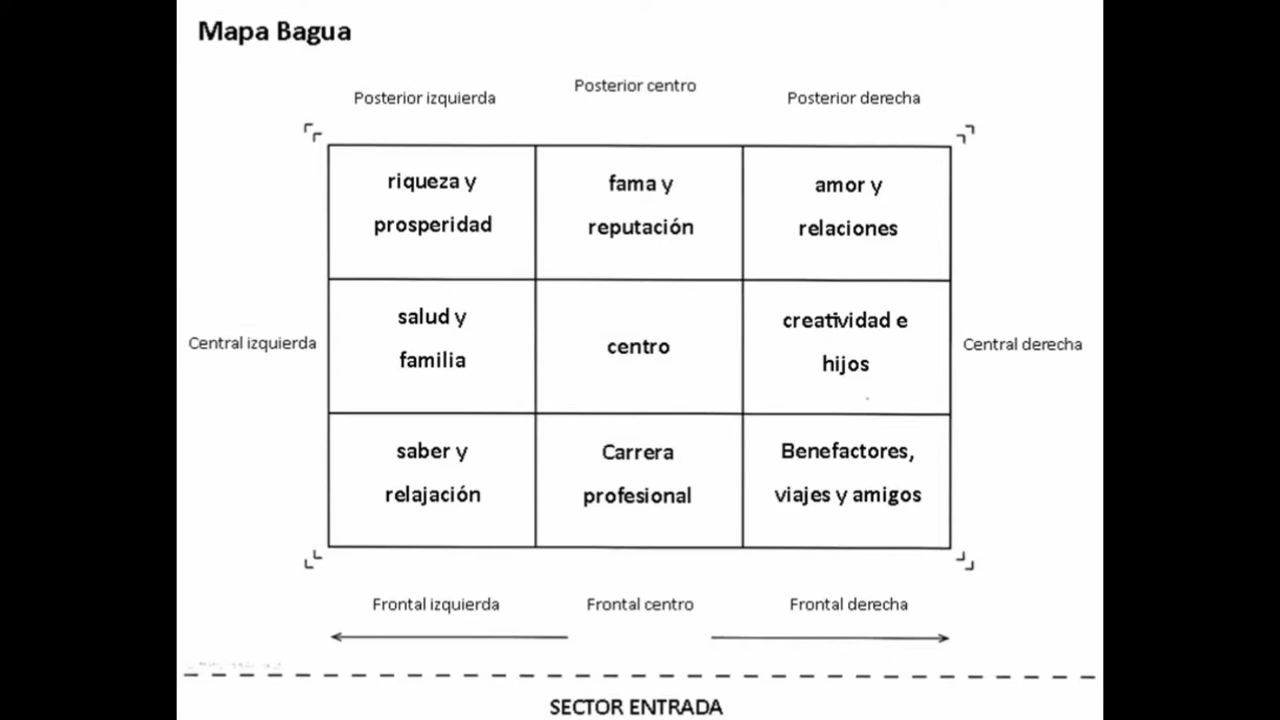 Mapa Bagua
Posterior izquierda
Posterior centro
Posterior derecha
riqueza y
prosperidad
fama y
reputación
amor y
relaciones
Central izquierda
salud y
familia
centro
creatividad e
hijos
Central derecha
saber y
relajación
Carrera
profesional
Benefactores,
viajes y amigos
Frontal izquierda
Frontal centro
Frontal derecha
SECTOR ENTRADA